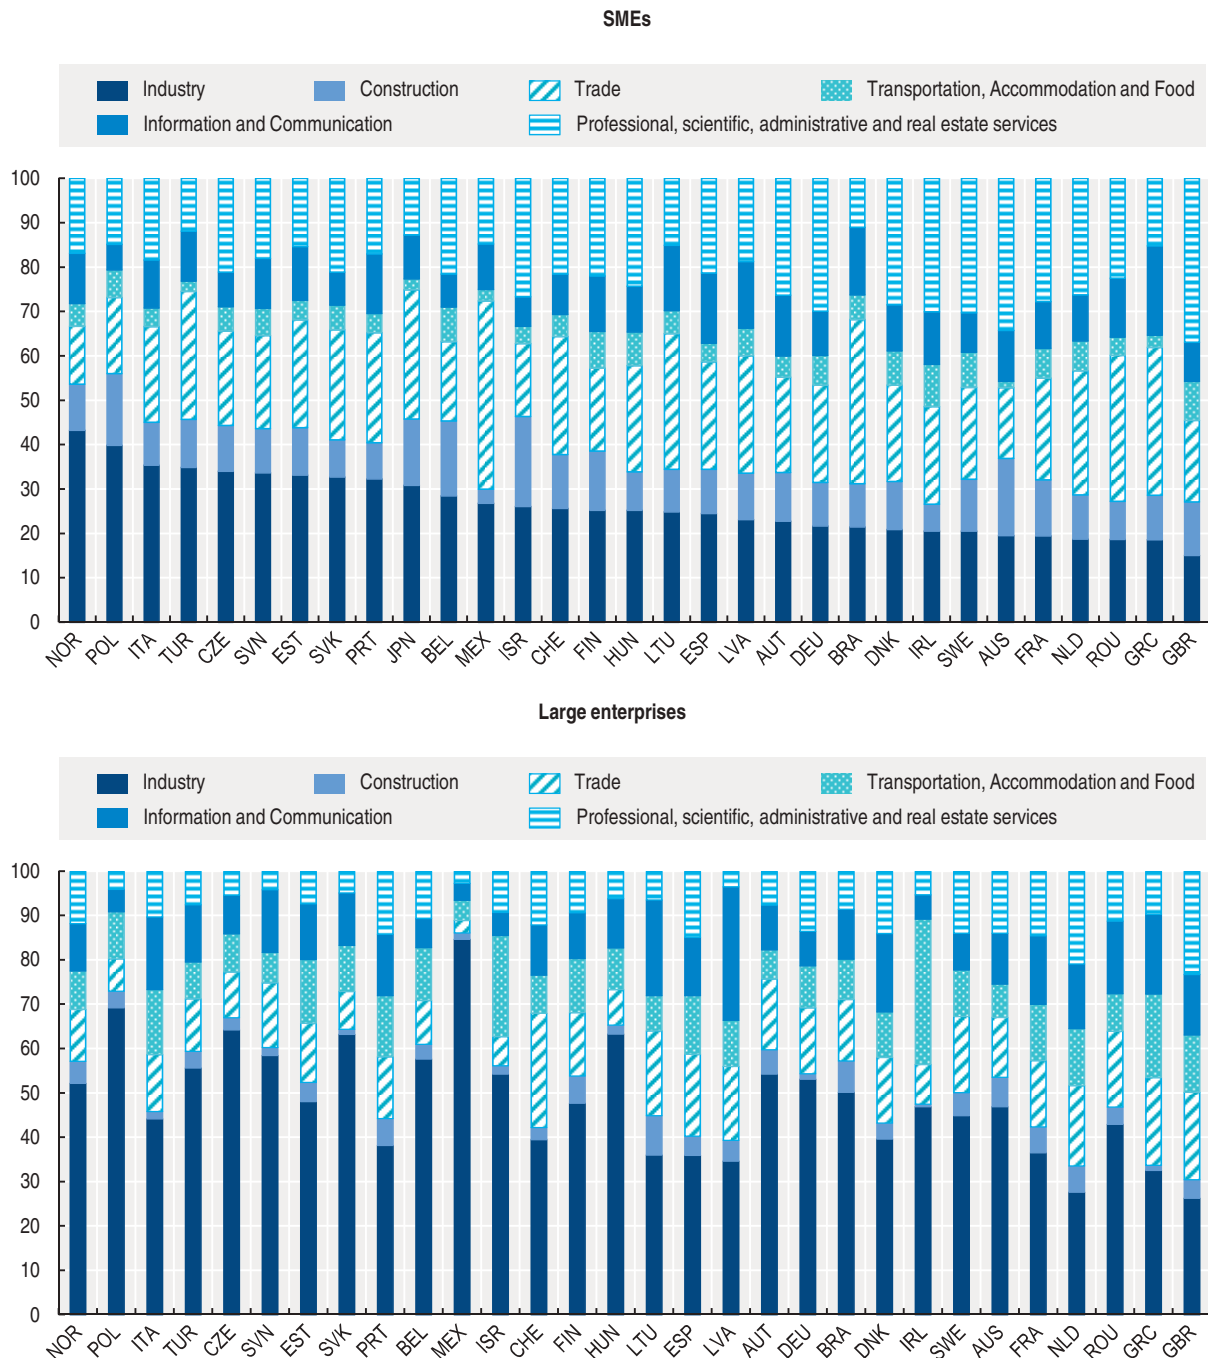 SMEs
Industry Construction Trade Transportation, Accommodation and Food
Information and Communication Professional, scientific, administrative and real estate services
100
90
80
70
60
50
40
30
20
10
0
NOR POL ITA TUR CZE SVN EST SVK PRT JPN BEL MEX ISR CHE FIN HUN LTU ESP LVA AUT DEU BRA DNK IRL SWE AUS FRA NLD ROU GRC GBR
Large enterprises
Industry Construction Trade Transportation, Accommodation and Food
Information and Communication Professional, scientific, administrative and real estate services
100
90
80
70
60
50
40
30
20
10
0
NOR POL ITA TUR CZE SVN EST SVK PRT BEL MEX ISR CHE FIN HUN LTU ESP LVA AUT DEU BRA DNK IRL SWE AUS FRA NLD ROU GRC GBR